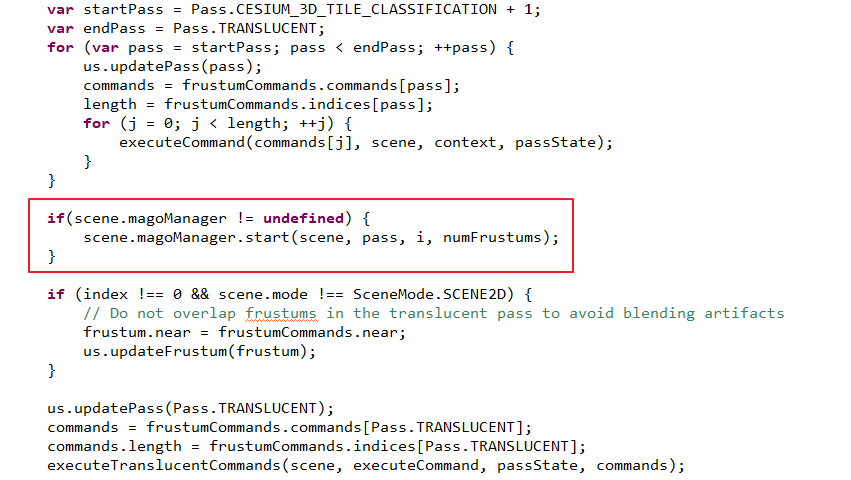 var startPass = Pass.CESIUM_3D_TILE_CLASSIFICATION + 1;
var endPass = Pass.TRANSLUCENT;
for (var pass = startPass; pass < endPass; ++pass) {
    us.updatePass(pass);
    commands = frustumCommands.commands[pass];
    length = frustumCommands.indices[pass];
    for (j = 0; j < length; ++j) {
        executeCommand(commands[j], scene, context, passState);
    }
}
if(scene.magoManager != undefined) {
    scene.magoManager.start(scene, pass, i, numFrustums);
}
if (index !== 0 && scene.mode !== SceneMode.SCENE2D) {
    // Do not overlap frustums in the translucent pass to avoid blending artifacts
    frustum.near = frustumCommands.near;
    us.updateFrustum(frustum);
}
us.updatePass(Pass.TRANSLUCENT);
commands = frustumCommands.commands[Pass.TRANSLUCENT];
commands.length = frustumCommands.indices[Pass.TRANSLUCENT];
executeTranslucentCommands(scene, executeCommand, passState, commands);